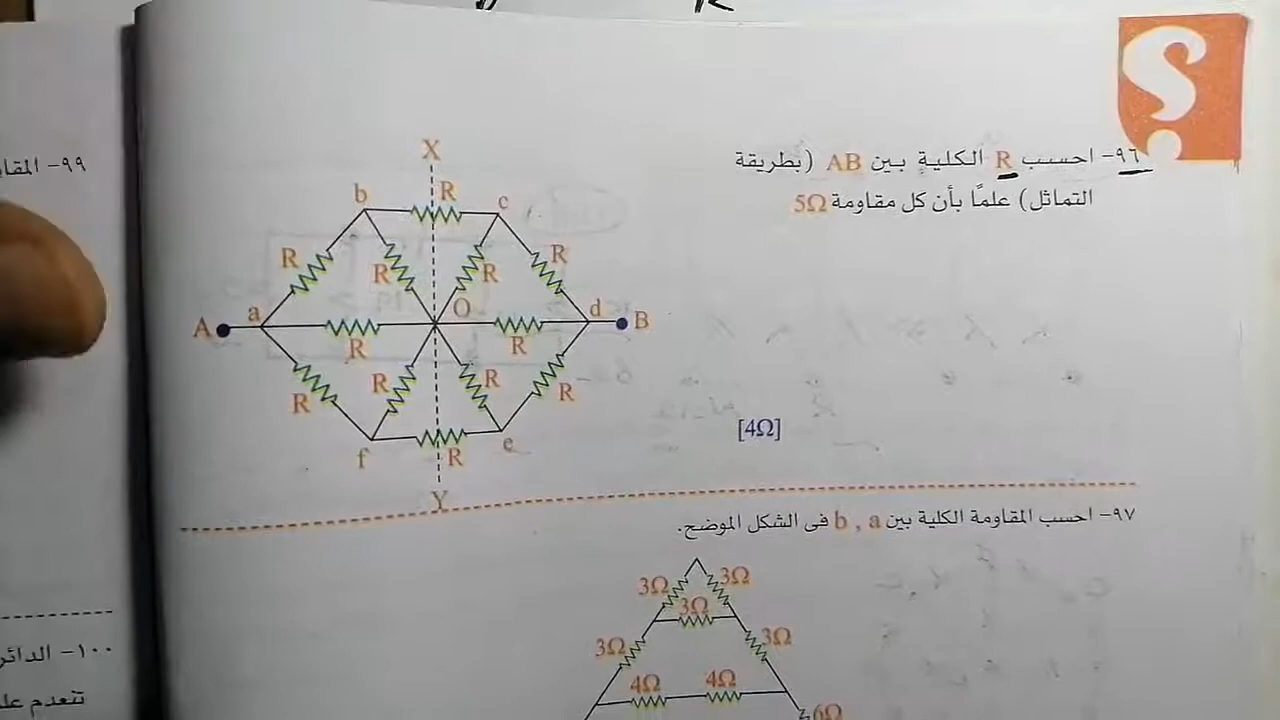 R
؟
٩٦- احسب R الكلية بين AB (بطريقة
التماثل) علمًا بأن كل مقاومة 5Ω
X
b R c
R R R R
A a O d B
R R
R R R R
f R e
Y
[4Ω]
٩٧- احسب المقاومة الكلية بين b , a فى الشكل الموضح.
3Ω 3Ω
3Ω
3Ω 3Ω
4Ω 4Ω
6Ω
٩٩- المقا
١٠٠- الدائر
تنعدم علـ